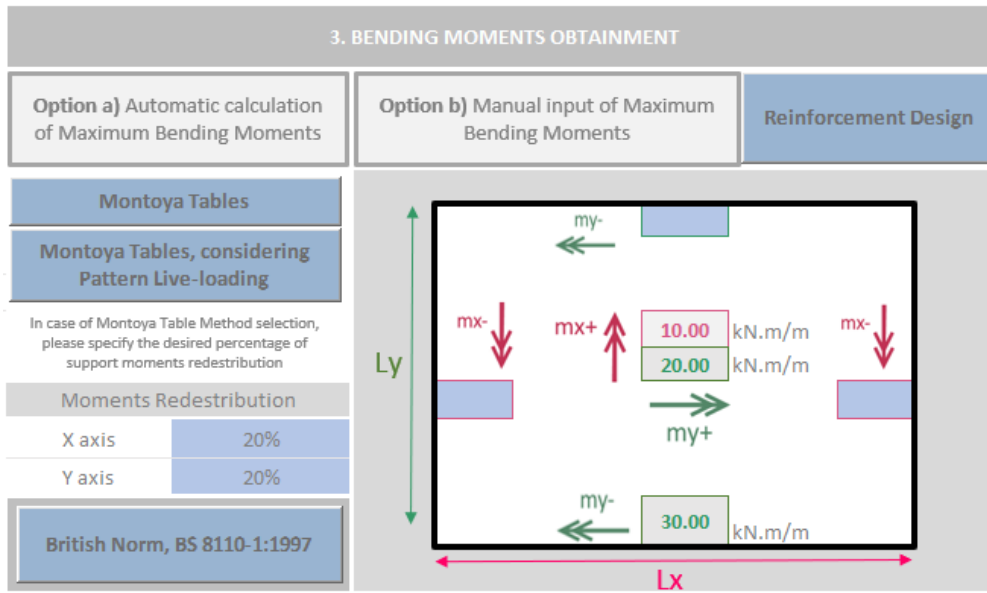 3. BENDING MOMENTS OBTAINMENT
Option a) Automatic calculation
of Maximum Bending Moments
Option b) Manual input of Maximum
Bending Moments
Reinforcement Design
Montoya Tables
Montoya Tables, considering
Pattern Live-loading
In case of Montoya Table Method selection,
please specify the desired percentage of
support moments redestribution
Moments Redestribution
X axis 20%
Y axis 20%
British Norm, BS 8110-1:1997
my-
mx-
mx+
10.00 kN.m/m
mx-
Ly
20.00 kN.m/m
my+
my-
30.00 kN.m/m
Lx